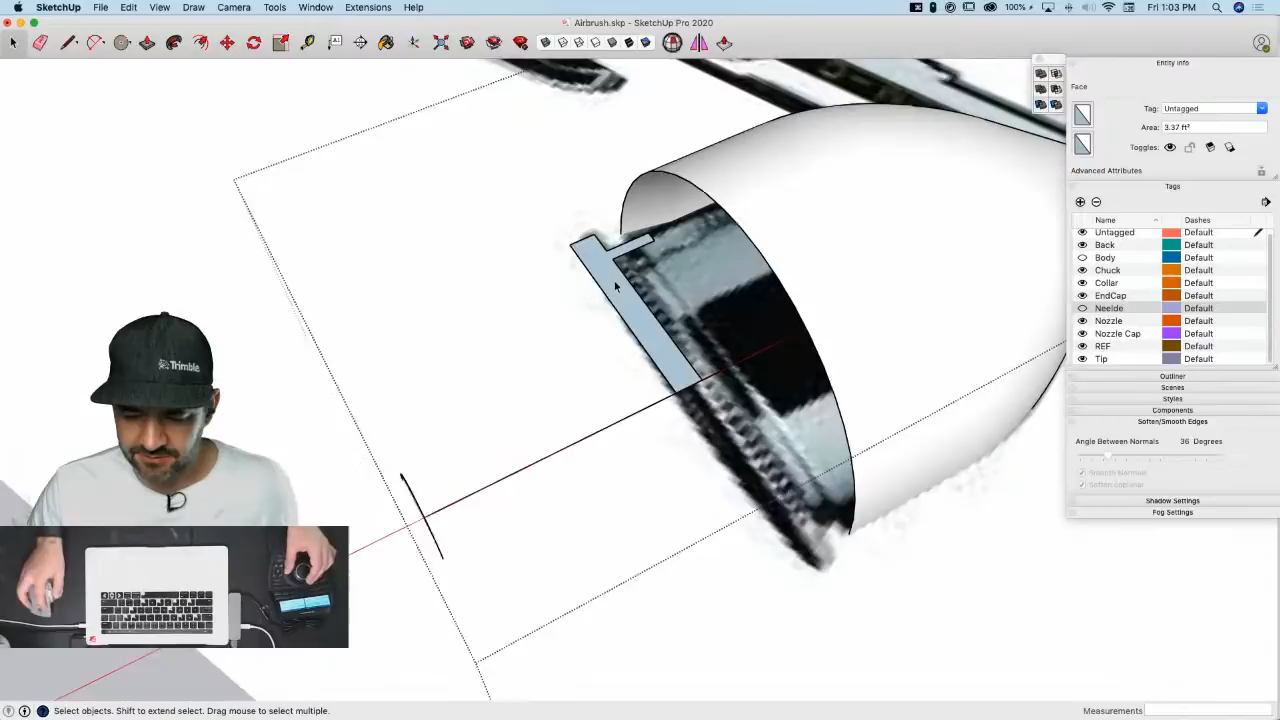 SketchUp File Edit View Draw Camera Tools Window Extensions Help
100% Fri 1:03 PM
Airbrush.skp - SketchUp Pro 2020
Entity Info
Face
Tag: Untagged
Area: 3.37 ft²
Toggles:
Advanced Attributes
Tags
Name Dashes
Untagged Default
Back Default
Body Default
Chuck Default
Collar Default
EndCap Default
Neelde Default
Nozzle Default
Nozzle Cap Default
REF Default
Tip Default
Outliner
Scenes
Styles
Components
Soften/Smooth Edges
Angle Between Normals 36 Degrees
Smooth Normals
Soften coplanar
Shadow Settings
Fog Settings
Trimble
Select objects. Shift to extend select. Drag mouse to select multiple.
Measurements